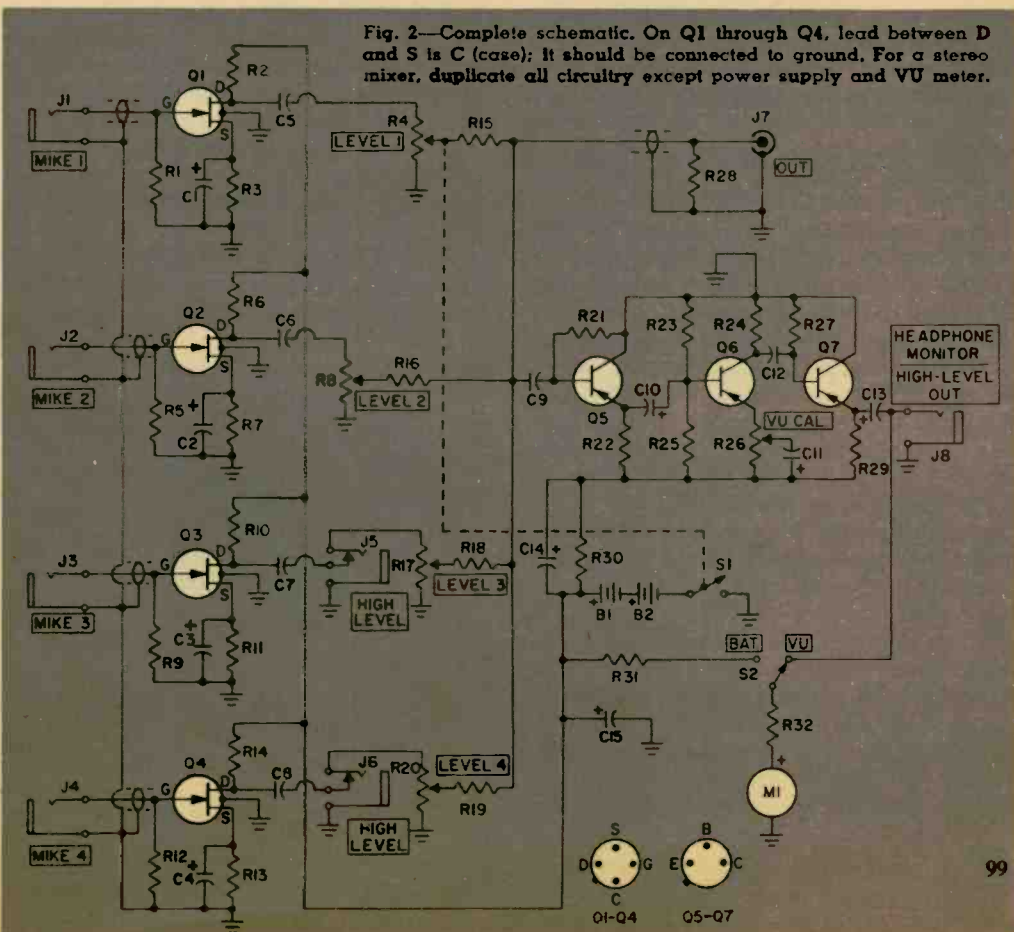 Fig. 2—Complete schematic. On Q1 through Q4, lead between D
and S is C (case); it should be connected to ground. For a stereo
mixer, duplicate all circuitry except power supply and VU meter.
J1
MIKE 1
G
Q1
D
S
R1
C1
+
R2
R3
C5
R4
LEVEL 1
R15
R28
J7
OUT
J2
MIKE 2
G
Q2
D
S
R5
C2
+
R6
R7
C6
R8
LEVEL 2
R16
C9
R21
Q5
R22
C10
+
R23
R25
R24
Q6
C12
R27
Q7
VU CAL
R26
C11
+
C13
+
R29
HEADPHONE
MONITOR
HIGH-LEVEL
OUT
J8
J3
MIKE 3
G
Q3
D
S
R9
C3
+
R10
R11
C7
J5
HIGH
LEVEL
R17
R18
LEVEL 3
C14
+
R30
+
B1
+
B2
S1
BAT
VU
S2
R31
+
C15
R32
+
M1
J4
MIKE 4
G
Q4
D
S
R12
C4
+
R14
R13
C8
J6
HIGH
LEVEL
R20
LEVEL 4
R19
S
D
G
C
Q1-Q4
B
E
C
Q5-Q7
99